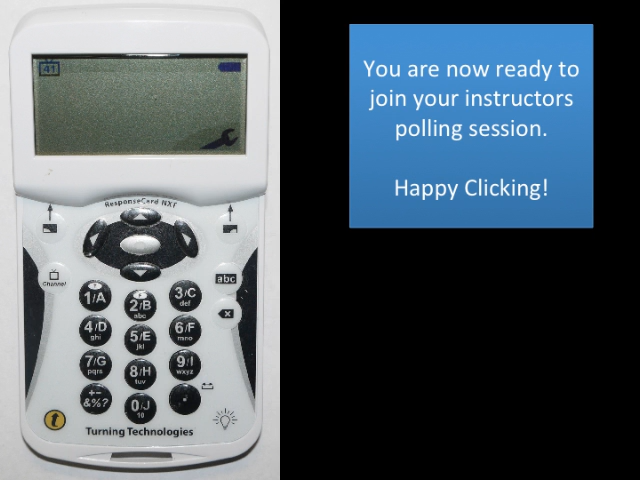 41
You are now ready to
join your instructors
polling session.
Happy Clicking!
ResponseCard NXT
Channel
abc
1/A
2/B
abc
3/C
def
4/D
ghi
5/E
jkl
6/F
mno
7/G
pqrs
8/H
tuv
9/I
wxyz
+-
&%?
0/J
10
.
t
Turning Technologies